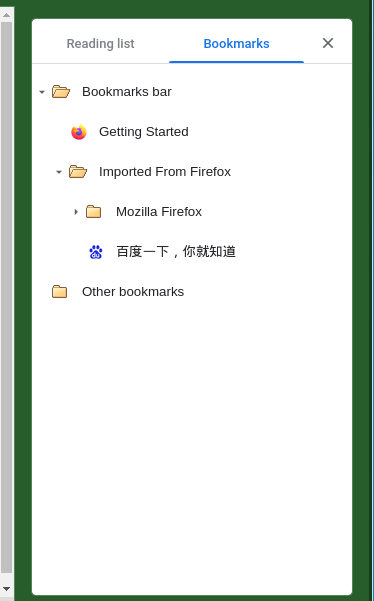 Reading list
Bookmarks
Bookmarks bar
Getting Started
Imported From Firefox
Mozilla Firefox
百度一下，你就知道
Other bookmarks